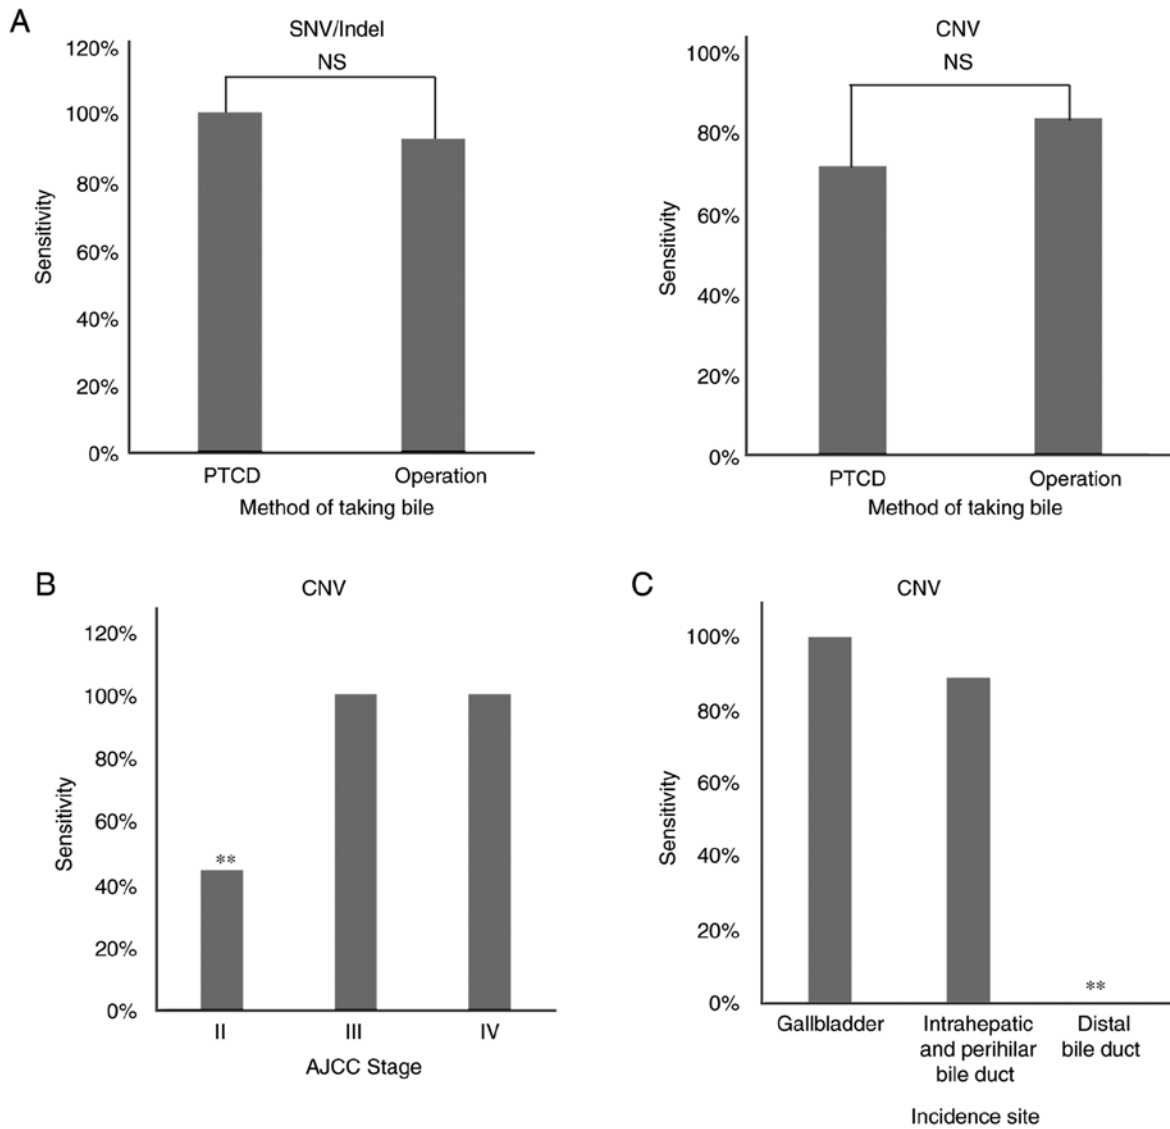 A
SNV/Indel
NS
120%
100%
80%
60%
40%
20%
0%
Sensitivity
PTCD
Operation
Method of taking bile
CNV
NS
100%
80%
60%
40%
20%
0%
Sensitivity
PTCD
Operation
Method of taking bile
B
CNV
120%
100%
80%
60%
40%
20%
0%
Sensitivity
**
II
III
IV
AJCC Stage
C
CNV
100%
80%
60%
40%
20%
0%
Sensitivity
**
Gallbladder
Intrahepatic
and perihilar
bile duct
Distal
bile duct
Incidence site